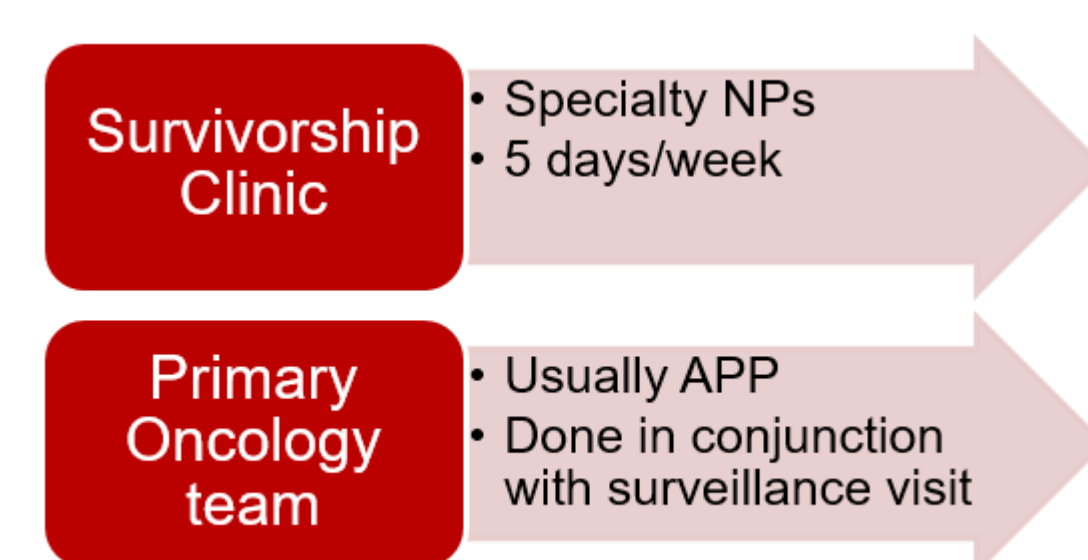 Survivorship
Clinic
• Specialty NPs
• 5 days/week
Primary
Oncology
team
• Usually APP
• Done in conjunction
with surveillance visit